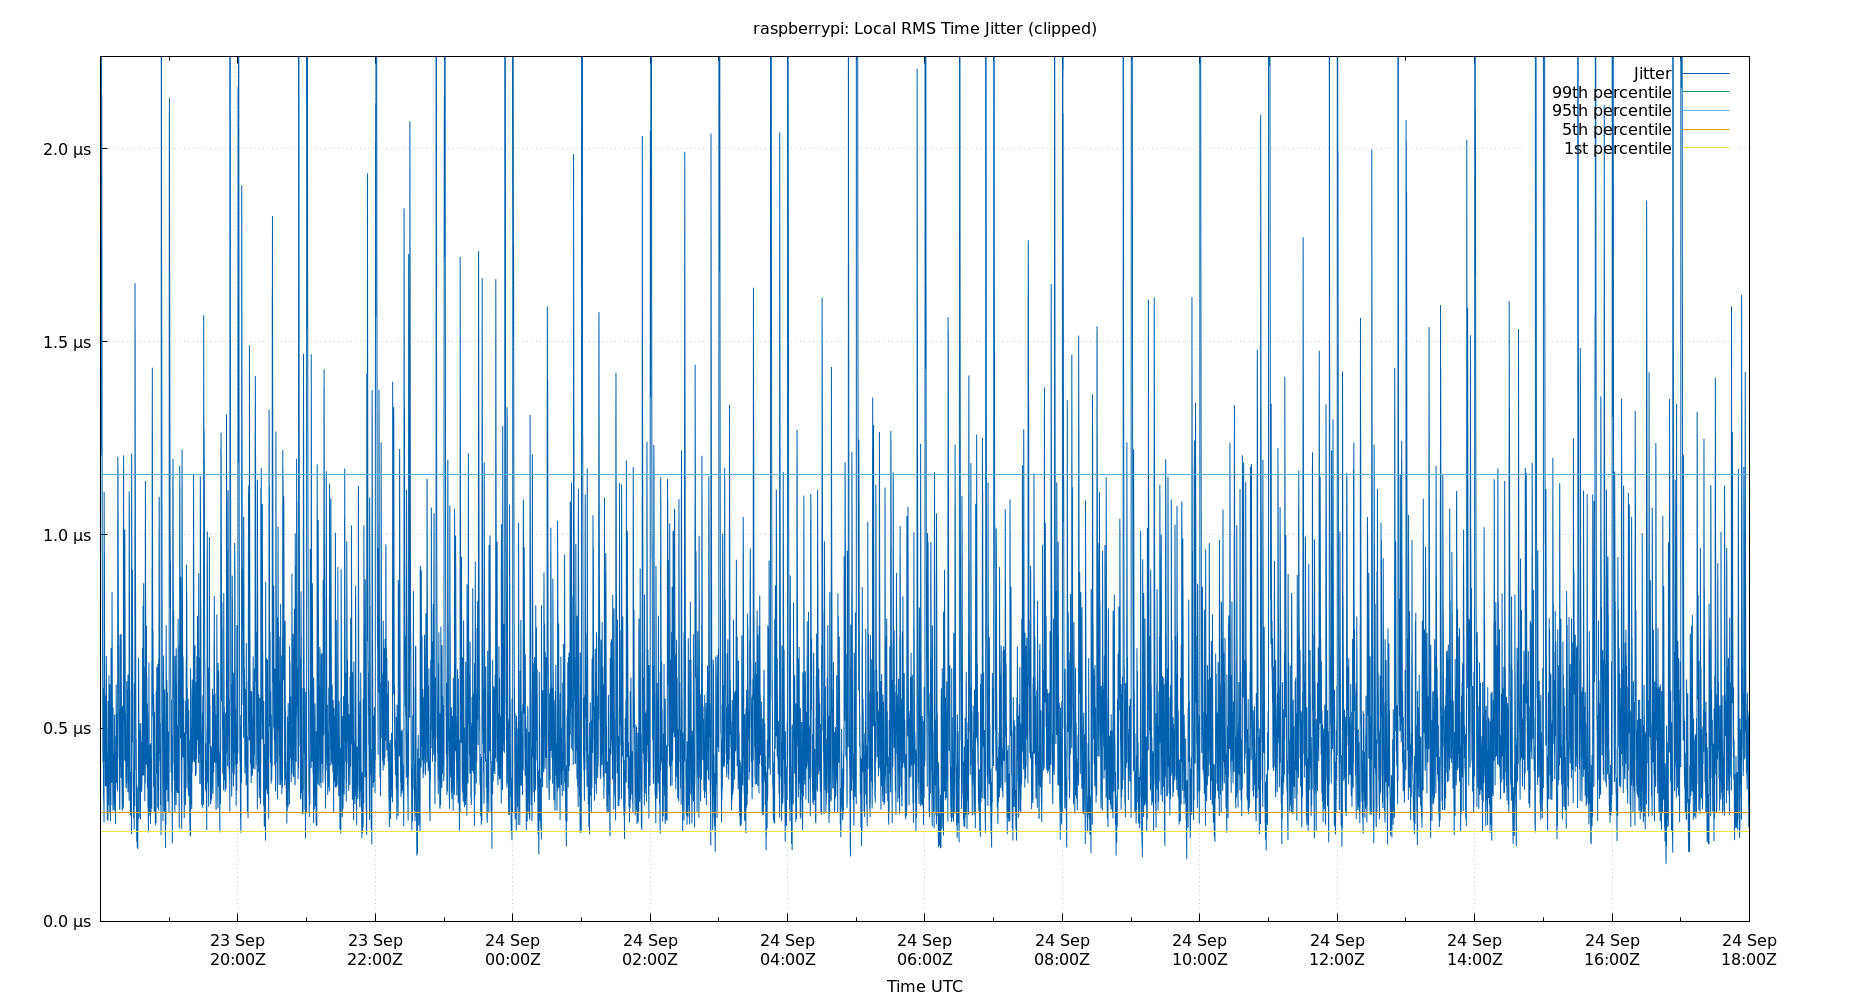 raspberrypi: Local RMS Time Jitter (clipped)
Jitter
99th percentile
95th percentile
5th percentile
1st percentile
2.0 µs
1.5 µs
1.0 µs
0.5 µs
0.0 µs
23 Sep
20:00Z
23 Sep
22:00Z
24 Sep
00:00Z
24 Sep
02:00Z
24 Sep
04:00Z
24 Sep
06:00Z
24 Sep
08:00Z
24 Sep
10:00Z
24 Sep
12:00Z
24 Sep
14:00Z
24 Sep
16:00Z
24 Sep
18:00Z
Time UTC